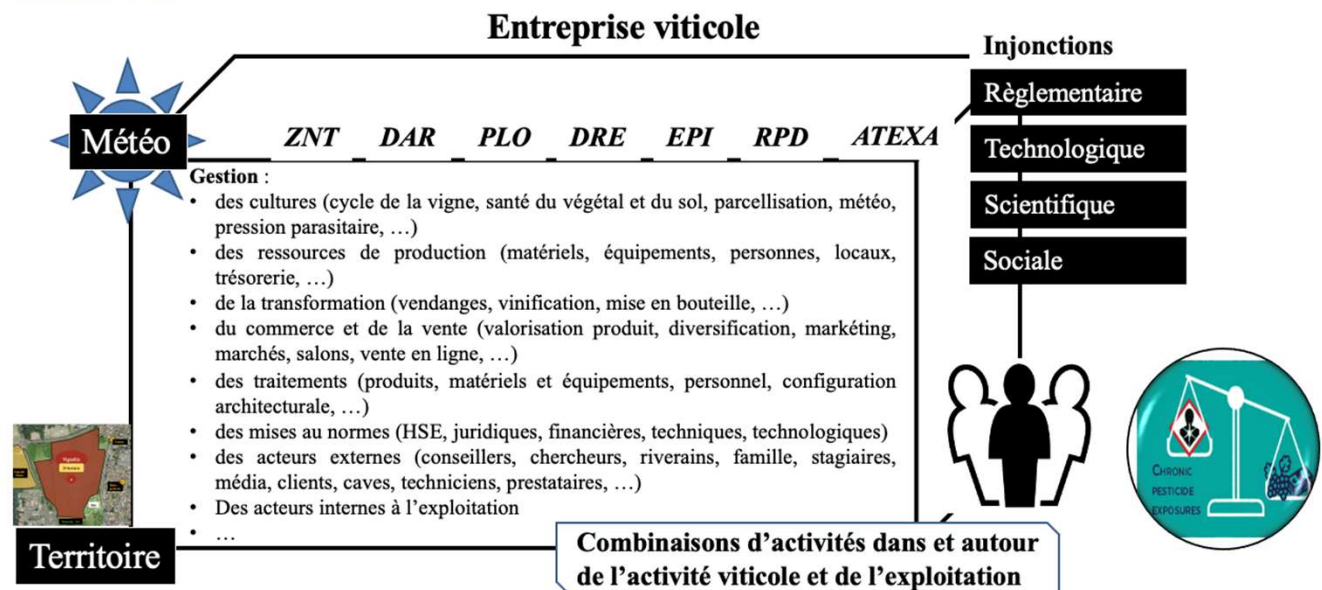 Entreprise viticole
Injonctions
Météo
ZNT DAR PLO DRE EPI RPD ATEXA
Règlementaire
Technologique
Scientifique
Sociale
Gestion :
• des cultures (cycle de la vigne, santé du végétal et du sol, parcellisation, météo,
pression parasitaire, …)
• des ressources de production (matériels, équipements, personnes, locaux,
trésorerie, …)
• de la transformation (vendanges, vinification, mise en bouteille, …)
• du commerce et de la vente (valorisation produit, diversification, markéting,
marchés, salons, vente en ligne, …)
• des traitements (produits, matériels et équipements, personnel, configuration
architecturale, …)
• des mises au normes (HSE, juridiques, financières, techniques, technologiques)
• des acteurs externes (conseillers, chercheurs, riverains, famille, stagiaires,
média, clients, caves, techniciens, prestataires, …)
• Des acteurs internes à l’exploitation
• …
Territoire
Combinaisons d’activités dans et autour
de l’activité viticole et de l’exploitation
CHRONIC
PESTICIDE
EXPOSURES